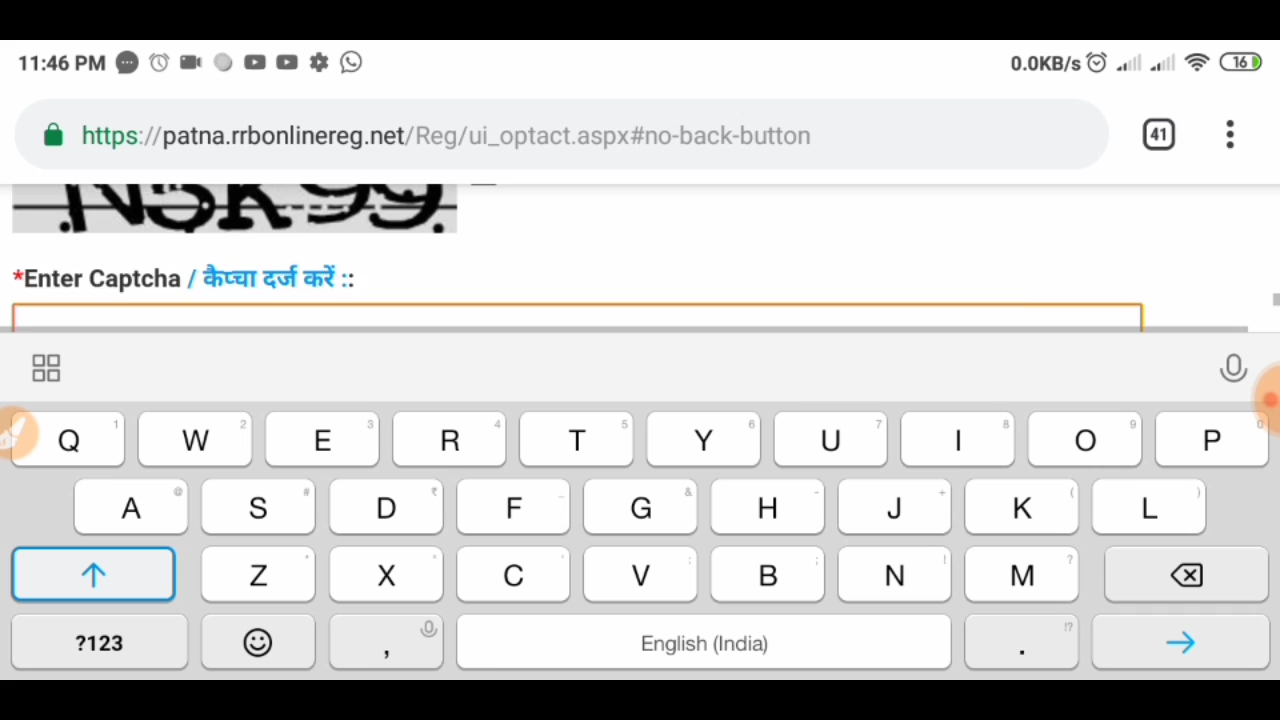 11:46 PM 0.0KB/s 16
https://patna.rrbonlinereg.net/Reg/ui_optact.aspx#no-back-button 41
*Enter Captcha / कैप्चा दर्ज करें ::
Q 1 W 2 E 3 R 4 T 5 Y 6 U 7 I 8 O 9 P 0
A @ S # D ₹ F _ G & H - J + K ( L )
Z * X " C ' V : B ; N ! M ?
?123 , English (India) . !?